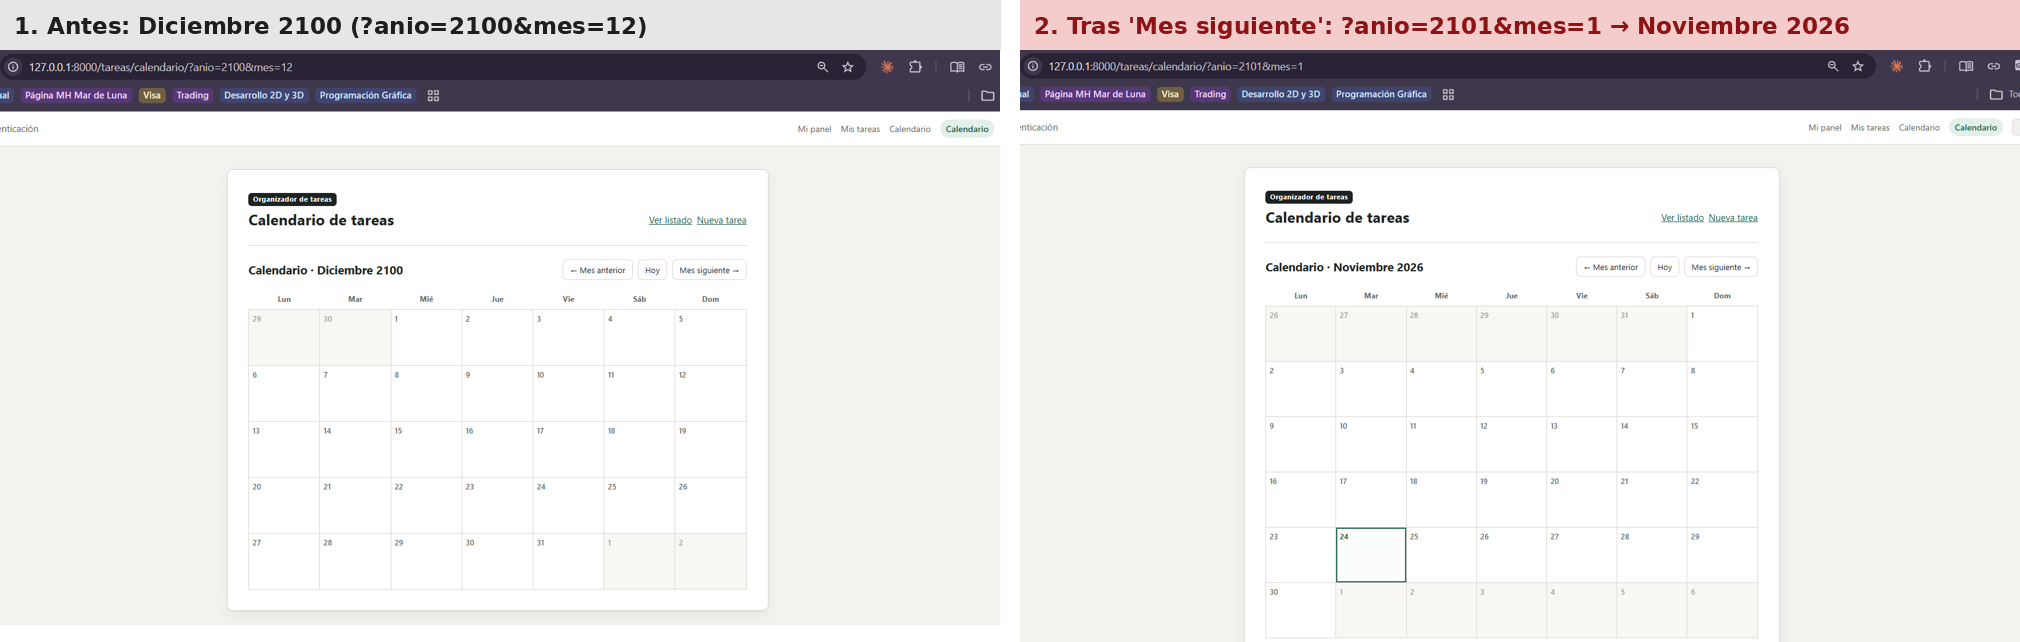 1. Antes: Diciembre 2100 (?anio=2100&mes=12)
127.0.0.1:8000/tareas/calendario/?anio=2100&mes=12
Página MH Mar de Luna Visa Trading Desarrollo 2D y 3D Programación Gráfica
Mi panel Mis tareas Calendario Calendario
Organizador de tareas
Calendario de tareas Ver listado Nueva tarea
Calendario · Diciembre 2100 ← Mes anterior Hoy Mes siguiente →
Lun Mar Mié Jue Vie Sáb Dom
29 30 1 2 3 4 5
6 7 8 9 10 11 12
13 14 15 16 17 18 19
20 21 22 23 24 25 26
27 28 29 30 31 1 2
2. Tras 'Mes siguiente': ?anio=2101&mes=1 → Noviembre 2026
127.0.0.1:8000/tareas/calendario/?anio=2101&mes=1
Página MH Mar de Luna Visa Trading Desarrollo 2D y 3D Programación Gráfica
Mi panel Mis tareas Calendario Calendario
Organizador de tareas
Calendario de tareas Ver listado Nueva tarea
Calendario · Noviembre 2026 ← Mes anterior Hoy Mes siguiente →
Lun Mar Mié Jue Vie Sáb Dom
26 27 28 29 30 31 1
2 3 4 5 6 7 8
9 10 11 12 13 14 15
16 17 18 19 20 21 22
23 24 25 26 27 28 29
30 1 2 3 4 5 6